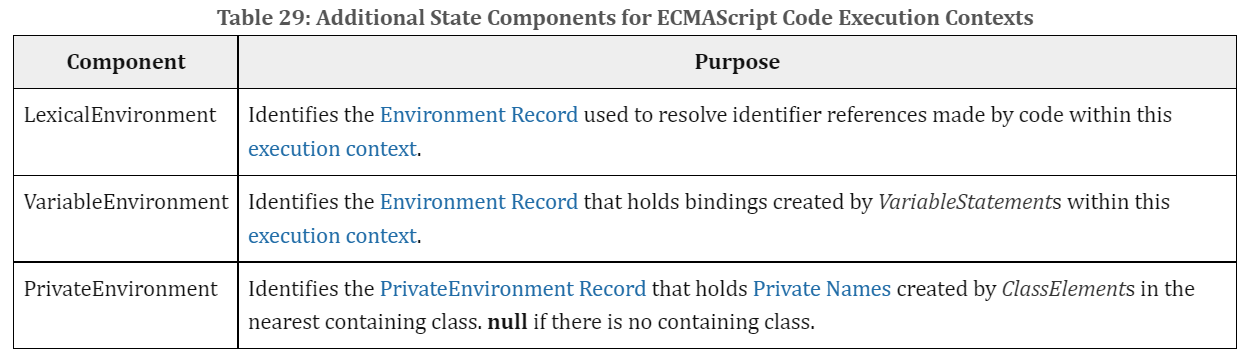 Table 29: Additional State Components for ECMAScript Code Execution Contexts
Component Purpose
LexicalEnvironment Identifies the Environment Record used to resolve identifier references made by code within this
execution context.
VariableEnvironment Identifies the Environment Record that holds bindings created by VariableStatements within this
execution context.
PrivateEnvironment Identifies the PrivateEnvironment Record that holds Private Names created by ClassElements in the
nearest containing class. null if there is no containing class.